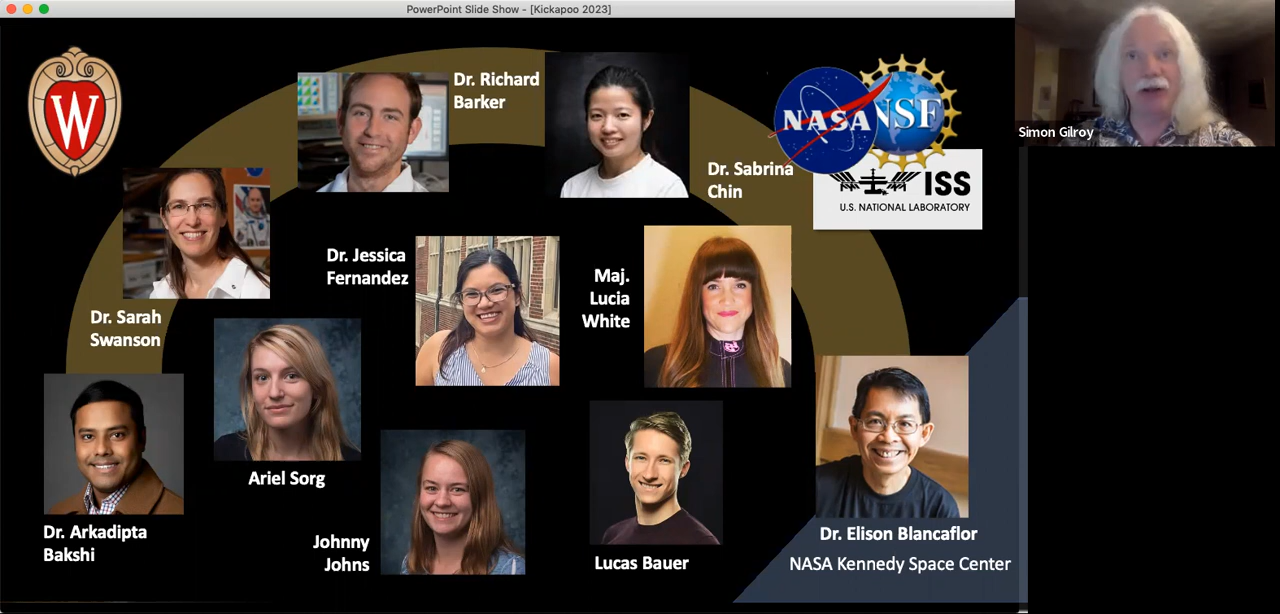 PowerPoint Slide Show - [Kickapoo 2023]
W
Dr. Richard
Barker
NASA
NSF
Simon Gilroy
Dr. Sabrina
Chin
ISS
U.S. NATIONAL LABORATORY
Dr. Jessica
Fernandez
Maj.
Lucia
White
Dr. Sarah
Swanson
Ariel Sorg
Dr. Arkadipta
Bakshi
Johnny
Johns
Lucas Bauer
Dr. Elison Blancaflor
NASA Kennedy Space Center